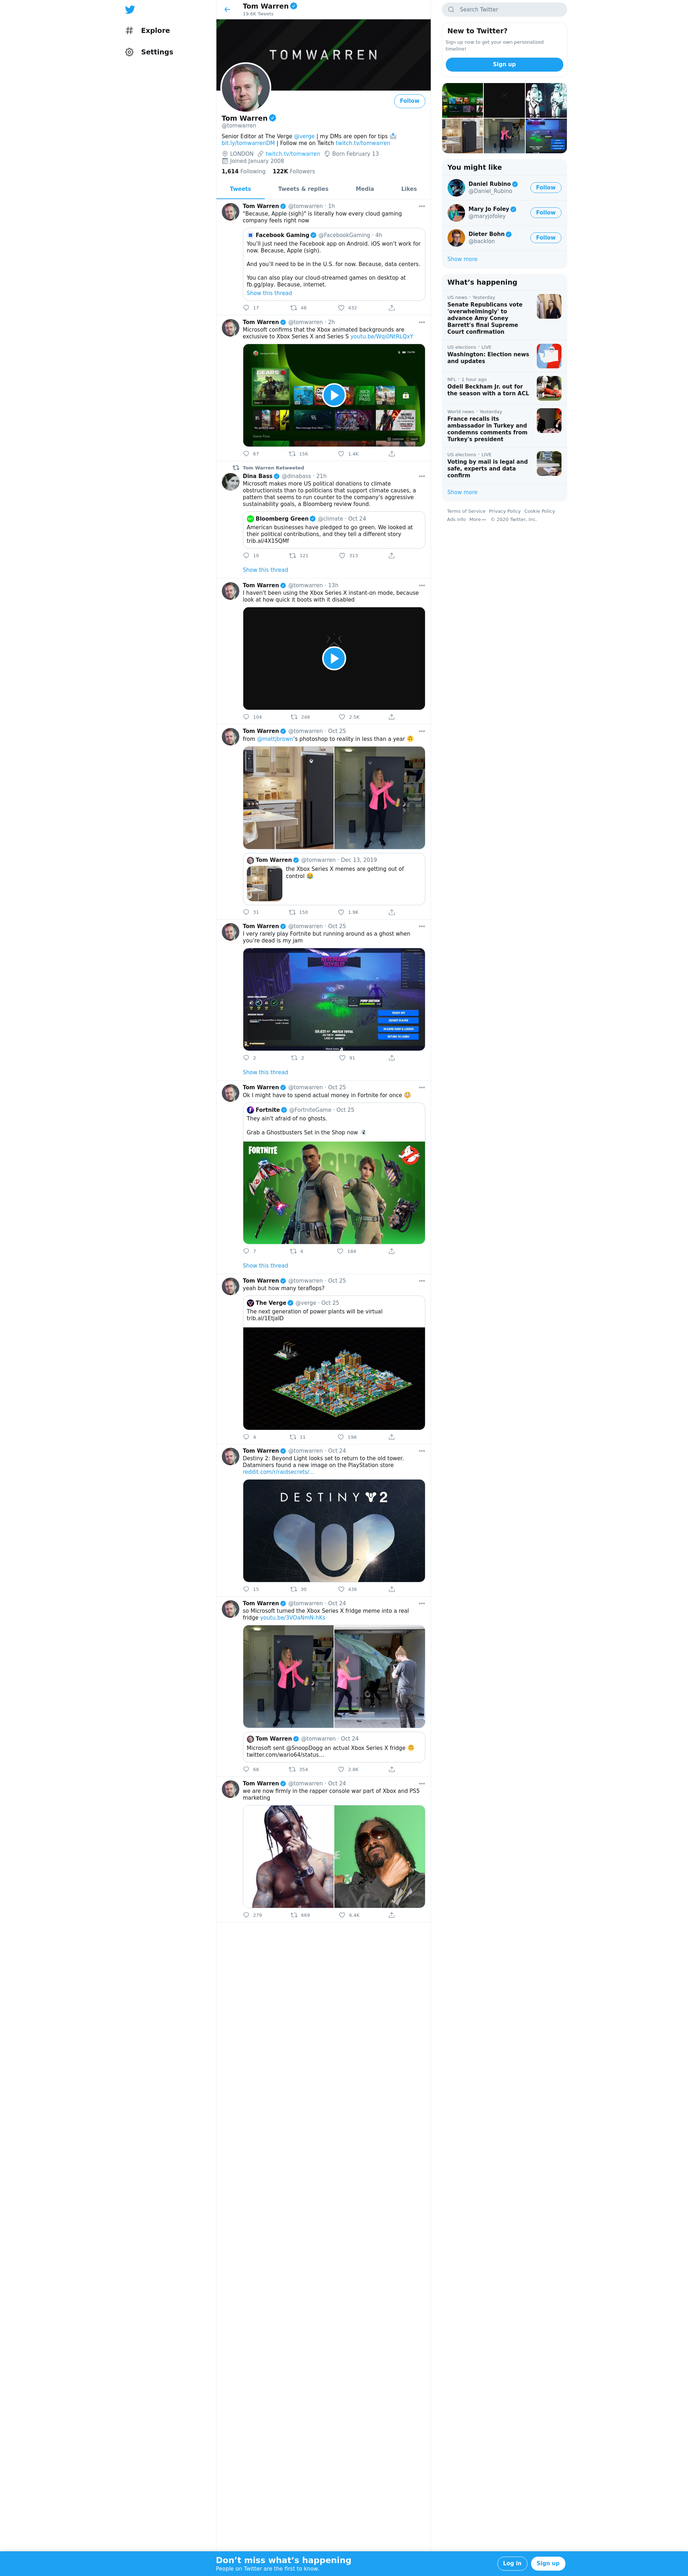 Explore
Settings
Tom Warren
19.6K Tweets
TOMWARREN
Follow
Tom Warren
@tomwarren
Senior Editor at The Verge @verge | my DMs are open for tips
bit.ly/tomwarrenDM | Follow me on Twitch twitch.tv/tomwarren
LONDON twitch.tv/tomwarren Born February 13
Joined January 2008
1,614 Following 122K Followers
Tweets Tweets & replies Media Likes
Tom Warren @tomwarren · 1h
"Because, Apple (sigh)" is literally how every cloud gaming
company feels right now
Facebook Gaming @FacebookGaming · 4h
You'll just need the Facebook app on Android. iOS won't work for
now. Because, Apple (sigh).
And you'll need to be in the U.S. for now. Because, data centers.
You can also play our cloud-streamed games on desktop at
fb.gg/play. Because, internet.
Show this thread
17 48 432
Tom Warren @tomwarren · 2h
Microsoft confirms that the Xbox animated backgrounds are
exclusive to Xbox Series X and Series S
67 156 1.4K
Tom Warren Retweeted
Dina Bass @dinabass · 21h
Microsoft makes more US political donations to climate
obstructionists than to politicians that support climate causes, a
pattern that seems to run counter to the company's aggressive
sustainability goals, a Bloomberg review found.
Bloomberg Green @climate · Oct 24
American businesses have pledged to go green. We looked at
their political contributions, and they tell a different story
trib.al/4X15QMf
10 121 313
Show this thread
Tom Warren @tomwarren · 13h
I haven't been using the Xbox Series X instant-on mode, because
look at how quick it boots with it disabled
104 248 2.5K
Tom Warren @tomwarren · Oct 25
from @mattjbrown's photoshop to reality in less than a year
Tom Warren @tomwarren · Dec 13, 2019
the Xbox Series X memes are getting out of
control
31 150 1.9K
Tom Warren @tomwarren · Oct 25
I very rarely play Fortnite but running around as a ghost when
you're dead is my jam
2 2 91
Show this thread
Tom Warren @tomwarren · Oct 25
Ok I might have to spend actual money in Fortnite for once
Fortnite @FortniteGame · Oct 25
They ain't afraid of no ghosts.
Grab a Ghostbusters Set in the Shop now
FORTNITE
7 4 184
Show this thread
Tom Warren @tomwarren · Oct 25
yeah but how many teraflops?
The Verge @verge · Oct 25
The next generation of power plants will be virtual
trib.al/1EtjalD
4 11 198
Tom Warren @tomwarren · Oct 24
Destiny 2: Beyond Light looks set to return to the old tower.
Dataminers found a new image on the PlayStation store
reddit.com/r/raidsecrets/…
DESTINY 2
15 30 436
Tom Warren @tomwarren · Oct 24
so Microsoft turned the Xbox Series X fridge meme into a real
fridge youtu.be/3VOaNmN-hKs
Tom Warren @tomwarren · Oct 24
Microsoft sent @SnoopDogg an actual Xbox Series X fridge
twitter.com/wario64/status…
68 354 2.8K
Tom Warren @tomwarren · Oct 24
we are now firmly in the rapper console war part of Xbox and PS5
marketing
270 669 6.4K
Search Twitter
New to Twitter?
Sign up now to get your own personalized
timeline!
Sign up
You might like
Daniel Rubino
@Daniel_Rubino
Follow
Mary Jo Foley
@maryjofoley
Follow
Dieter Bohn
@backlon
Follow
Show more
What's happening
US news · Yesterday
Senate Republicans vote
'overwhelmingly' to
advance Amy Coney
Barrett's final Supreme
Court confirmation
US elections · LIVE
Washington: Election news
and updates
NFL · 1 hour ago
Odell Beckham Jr. out for
the season with a torn ACL
World news · Yesterday
France recalls its
ambassador in Turkey and
condemns comments from
Turkey's president
US elections · LIVE
Voting by mail is legal and
safe, experts and data
confirm
Show more
Terms of Service Privacy Policy Cookie Policy
Ads info More © 2020 Twitter, Inc.
Don't miss what's happening
People on Twitter are the first to know.
Log in
Sign up